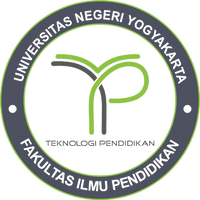 UNIVERSITAS NEGERI YOGYAKARTA
TEKNOLOGI PENDIDIKAN
FAKULTAS ILMU PENDIDIKAN